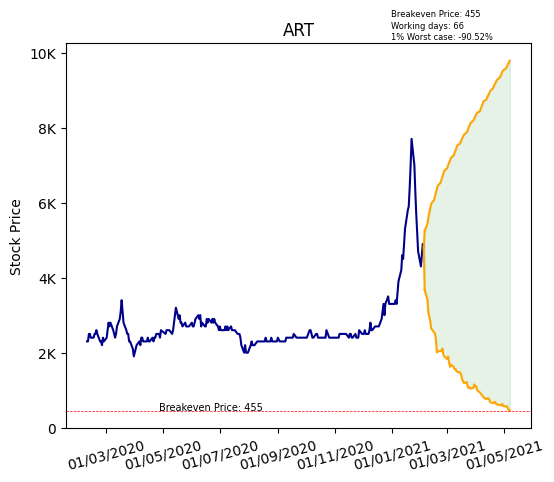 Breakeven Price: 455
Working days: 66
1% Worst case: -90.52%
ART
Stock Price
10K
8K
6K
4K
2K
0
Breakeven Price: 455
01/03/2020
01/05/2020
01/07/2020
01/09/2020
01/11/2020
01/01/2021
01/03/2021
01/05/2021